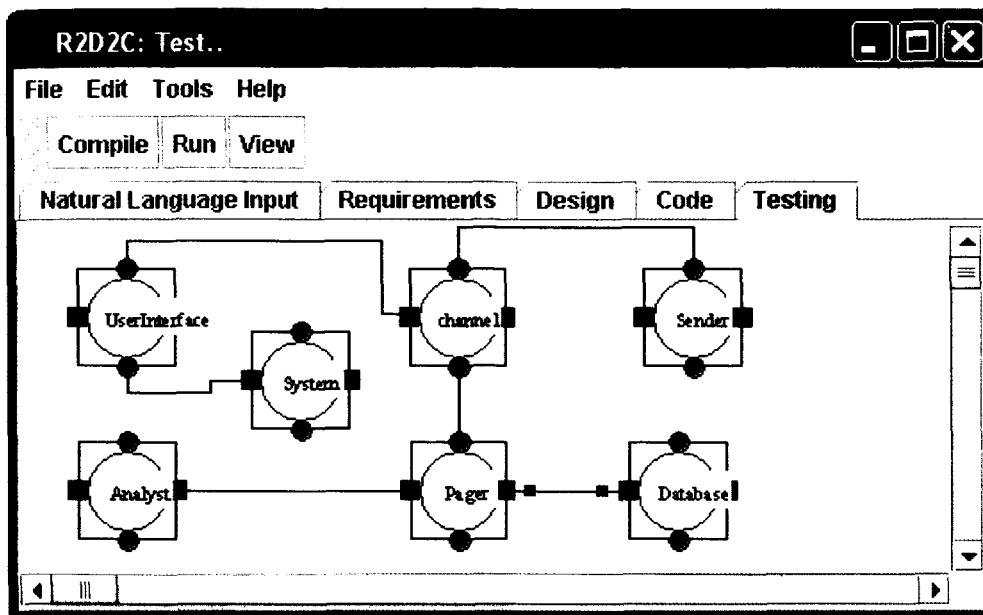 R2D2C: Test..
File Edit Tools Help
Compile Run View
Natural Language Input Requirements Design Code Testing
UserInterface channel Sender
System
Analyst Pager Database